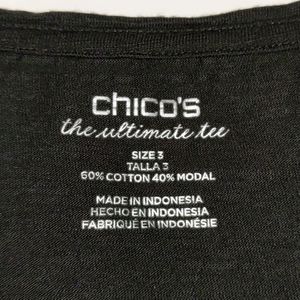 chico's
the ultimate tee
SIZE 3
TALLA 3
60% COTTON 40% MODAL
MADE IN INDONESIA
HECHO EN INDONESIA
FABRIQUÉ EN INDONÉSIE